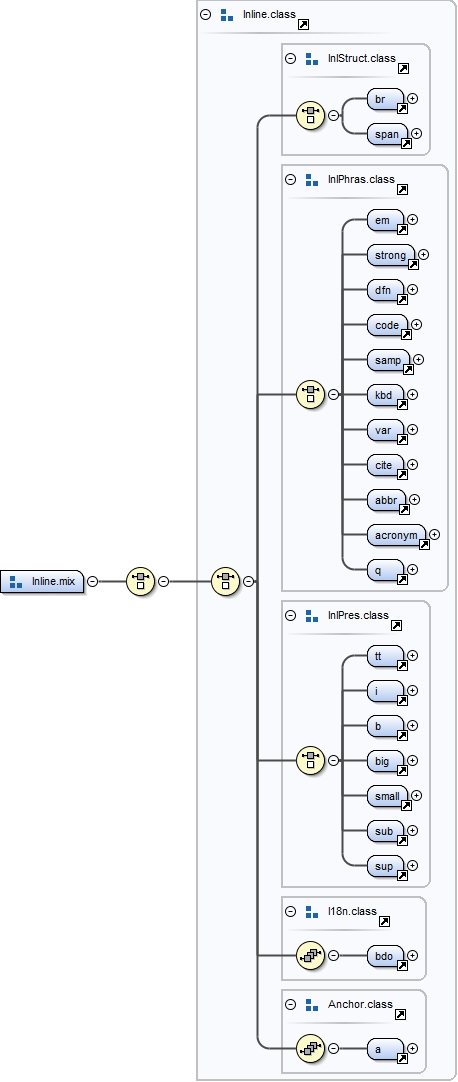 Inline.class
InlStruct.class
br
span
InlPhras.class
em
strong
dfn
code
samp
kbd
var
cite
abbr
acronym
q
Inline.mix
InlPres.class
tt
i
b
big
small
sub
sup
I18n.class
bdo
Anchor.class
a